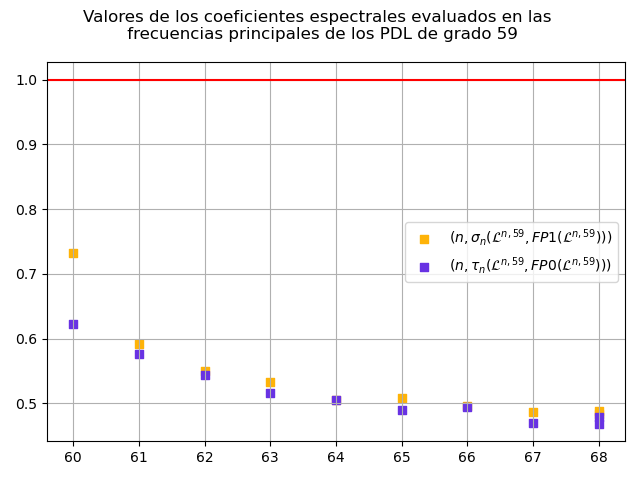 Valores de los coeficientes espectrales evaluados en las
frecuencias principales de los PDL de grado 59
1.0
0.9
0.8
(n, σₙ(ℒⁿ,⁵⁹, FP1(ℒⁿ,⁵⁹)))
(n, τₙ(ℒⁿ,⁵⁹, FP0(ℒⁿ,⁵⁹)))
0.7
0.6
0.5
60 61 62 63 64 65 66 67 68